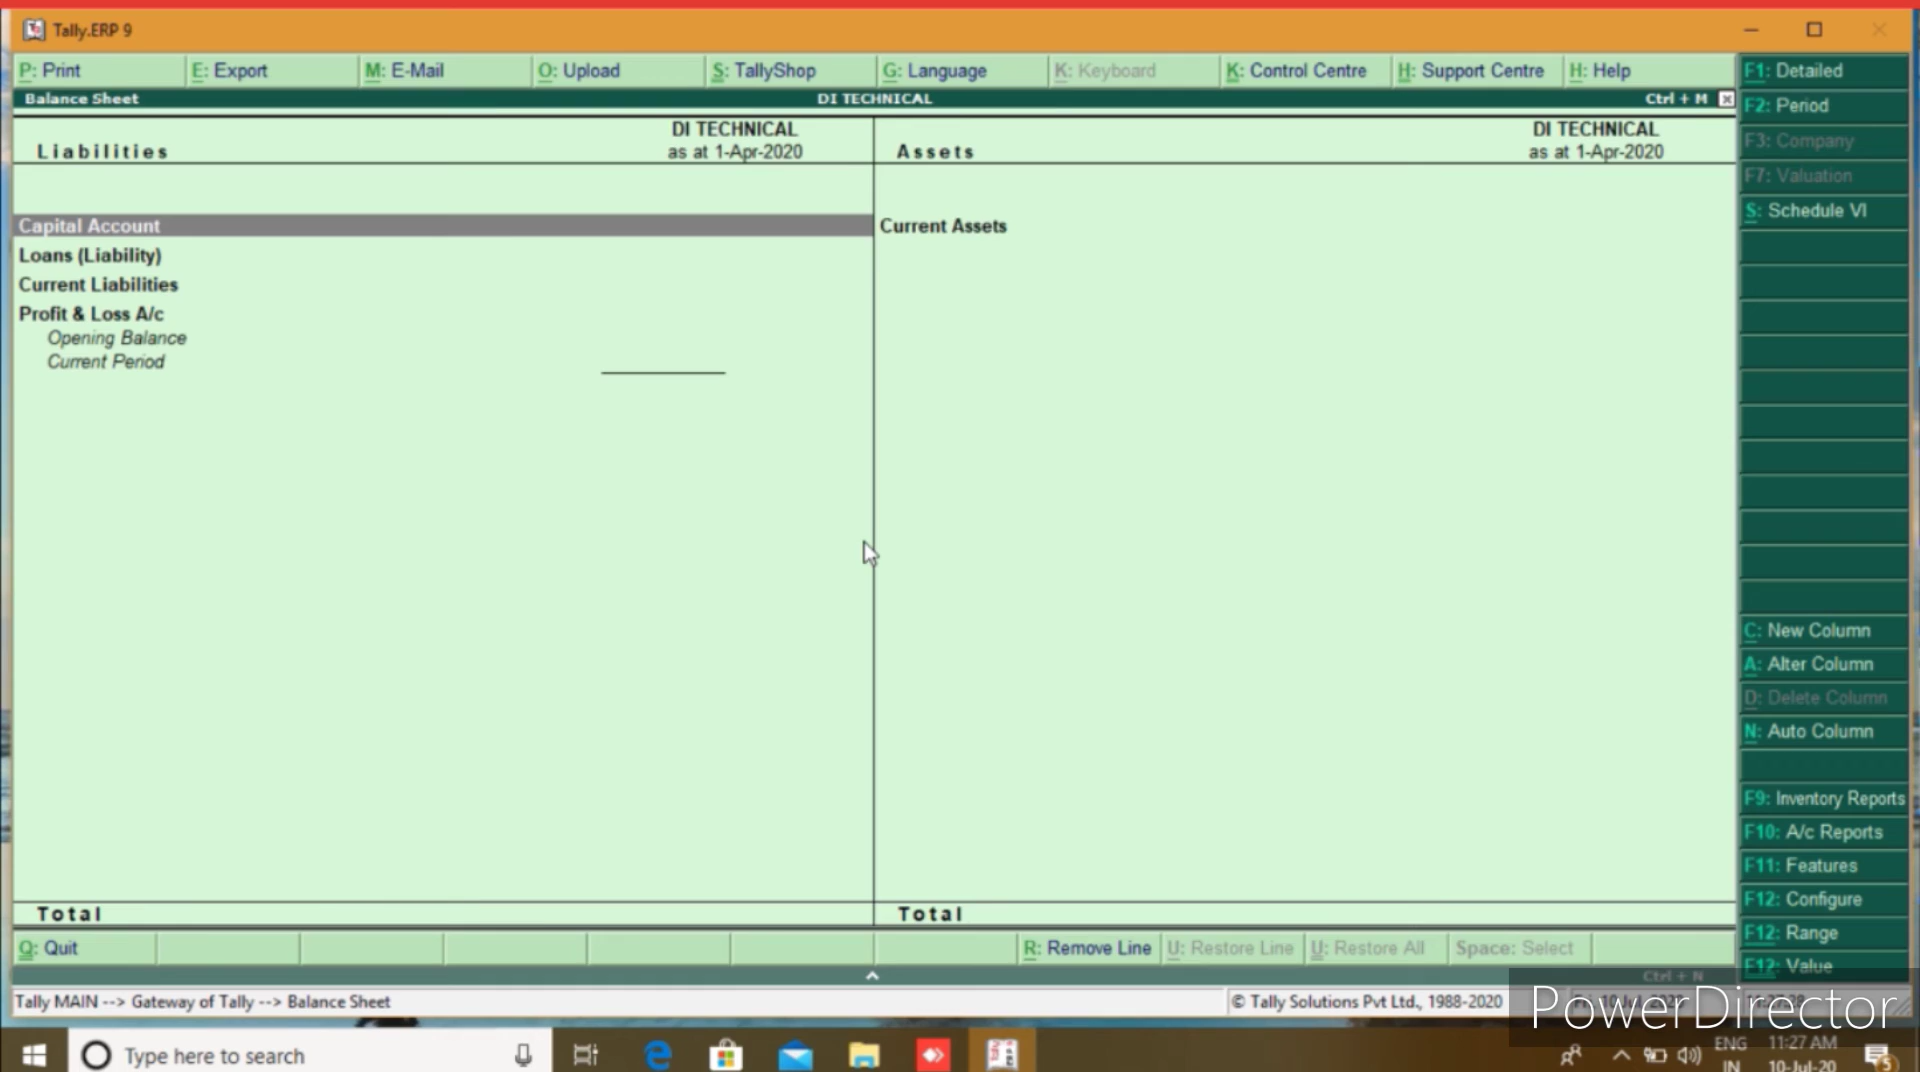 Tally.ERP 9
P: Print E: Export M: E-Mail O: Upload S: TallyShop G: Language K: Keyboard K: Control Centre H: Support Centre H: Help
Balance Sheet DI TECHNICAL Ctrl + M
Liabilities DI TECHNICAL as at 1-Apr-2020
Assets DI TECHNICAL as at 1-Apr-2020
Capital Account
Loans (Liability)
Current Liabilities
Profit & Loss A/c
Opening Balance
Current Period
Current Assets
Total
Total
F1: Detailed
F2: Period
F3: Company
F7: Valuation
S: Schedule VI
C: New Column
A: Alter Column
D: Delete Column
N: Auto Column
F9: Inventory Reports
F10: A/c Reports
F11: Features
F12: Configure
F12: Range
F12: Value
Q: Quit R: Remove Line U: Restore Line U: Restore All Space: Select
Ctrl + N
Tally MAIN --> Gateway of Tally --> Balance Sheet © Tally Solutions Pvt Ltd., 1988-2020
PowerDirector
Type here to search
ENG
IN
11:27 AM
10-Jul-20
5